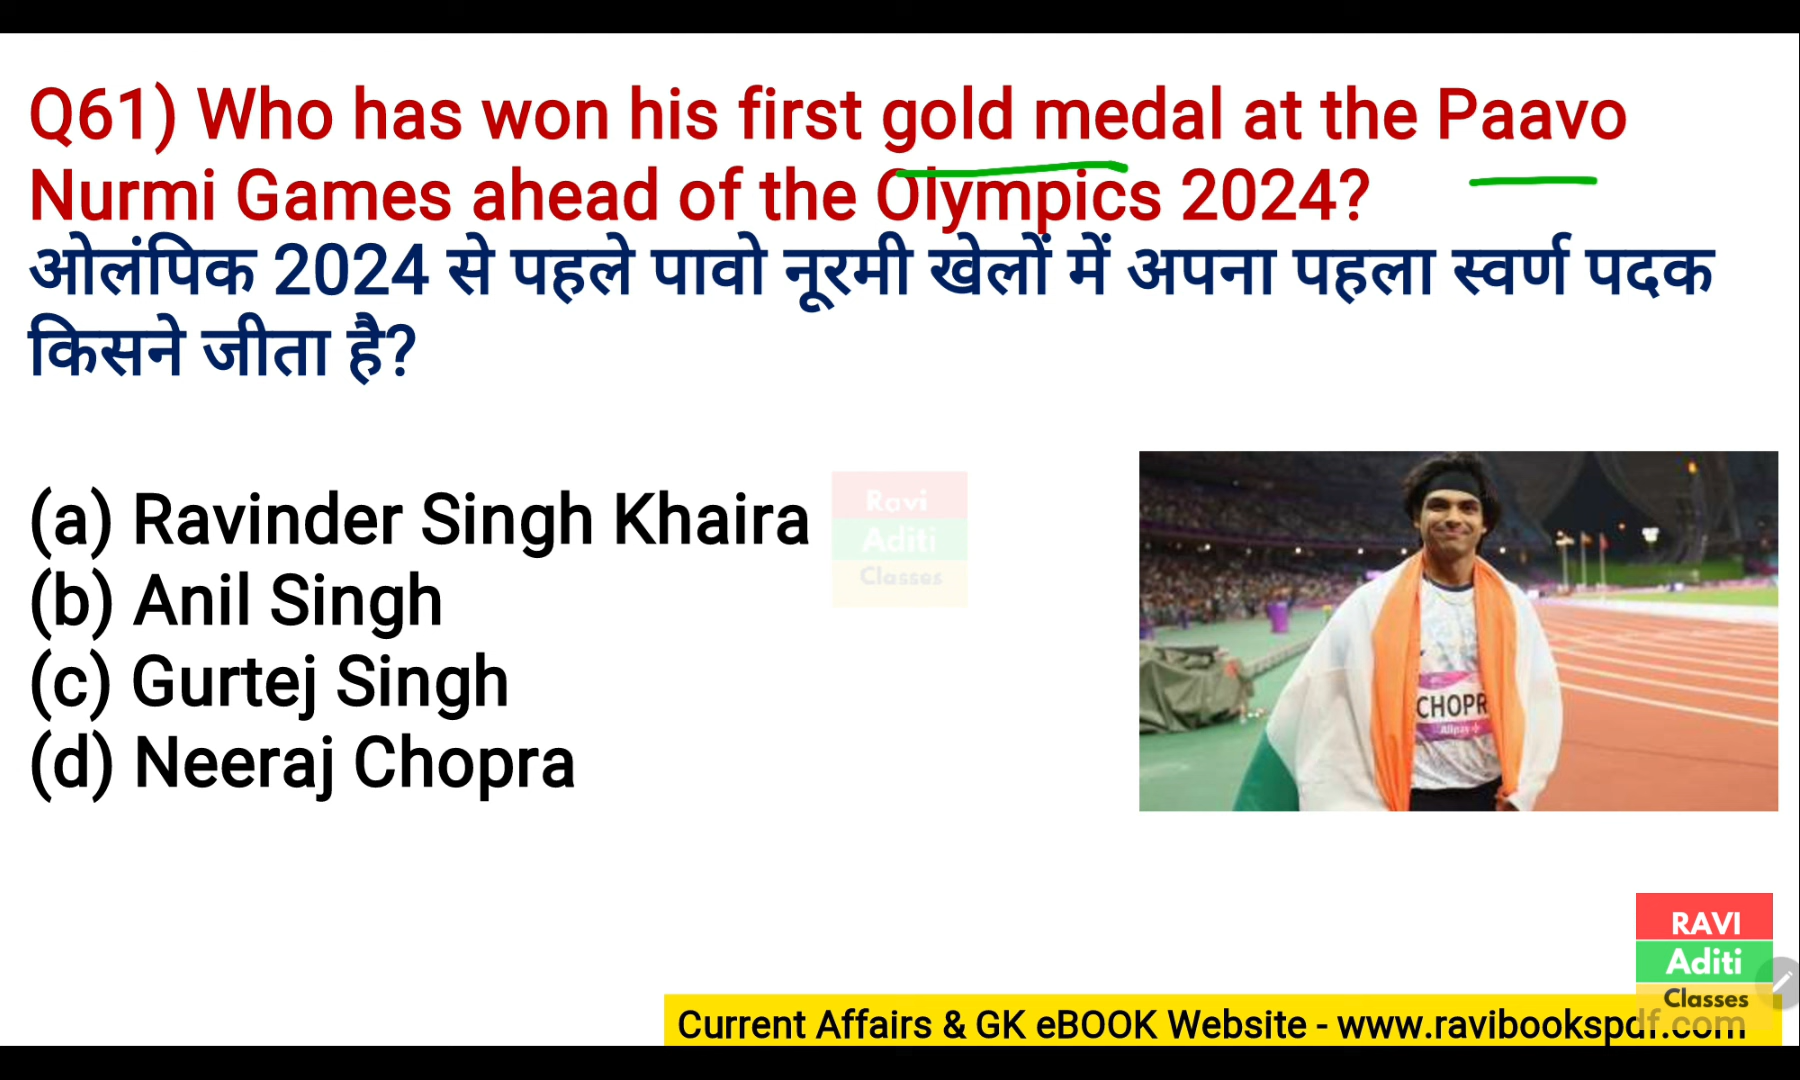 Q61) Who has won his first gold medal at the Paavo
Nurmi Games ahead of the Olympics 2024?
ओलंपिक 2024 से पहले पावो नूरमी खेलों में अपना पहला स्वर्ण पदक
किसने जीता है?
(a) Ravinder Singh Khaira
(b) Anil Singh
(c) Gurtej Singh
(d) Neeraj Chopra
Ravi
Aditi
Classes
CHOPR
Alipay
RAVI
Aditi
Classes
Current Affairs & GK eBOOK Website - www.ravibookspdf.com